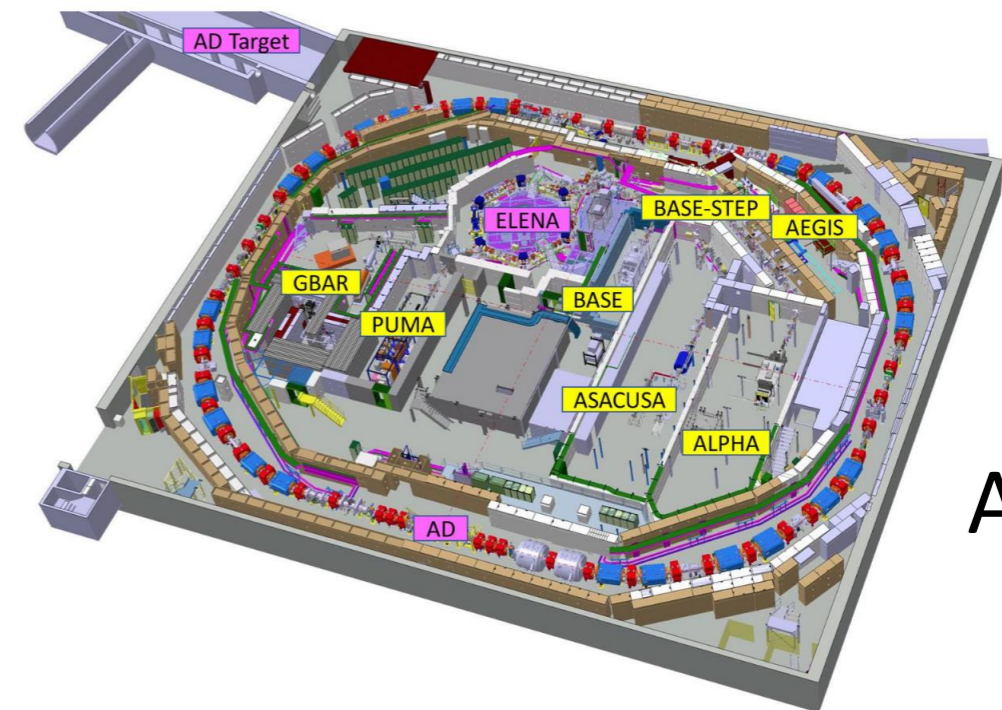 AD Target
BASE-STEP
ELENA
AEGIS
GBAR
BASE
PUMA
ASACUSA
ALPHA
AD
A